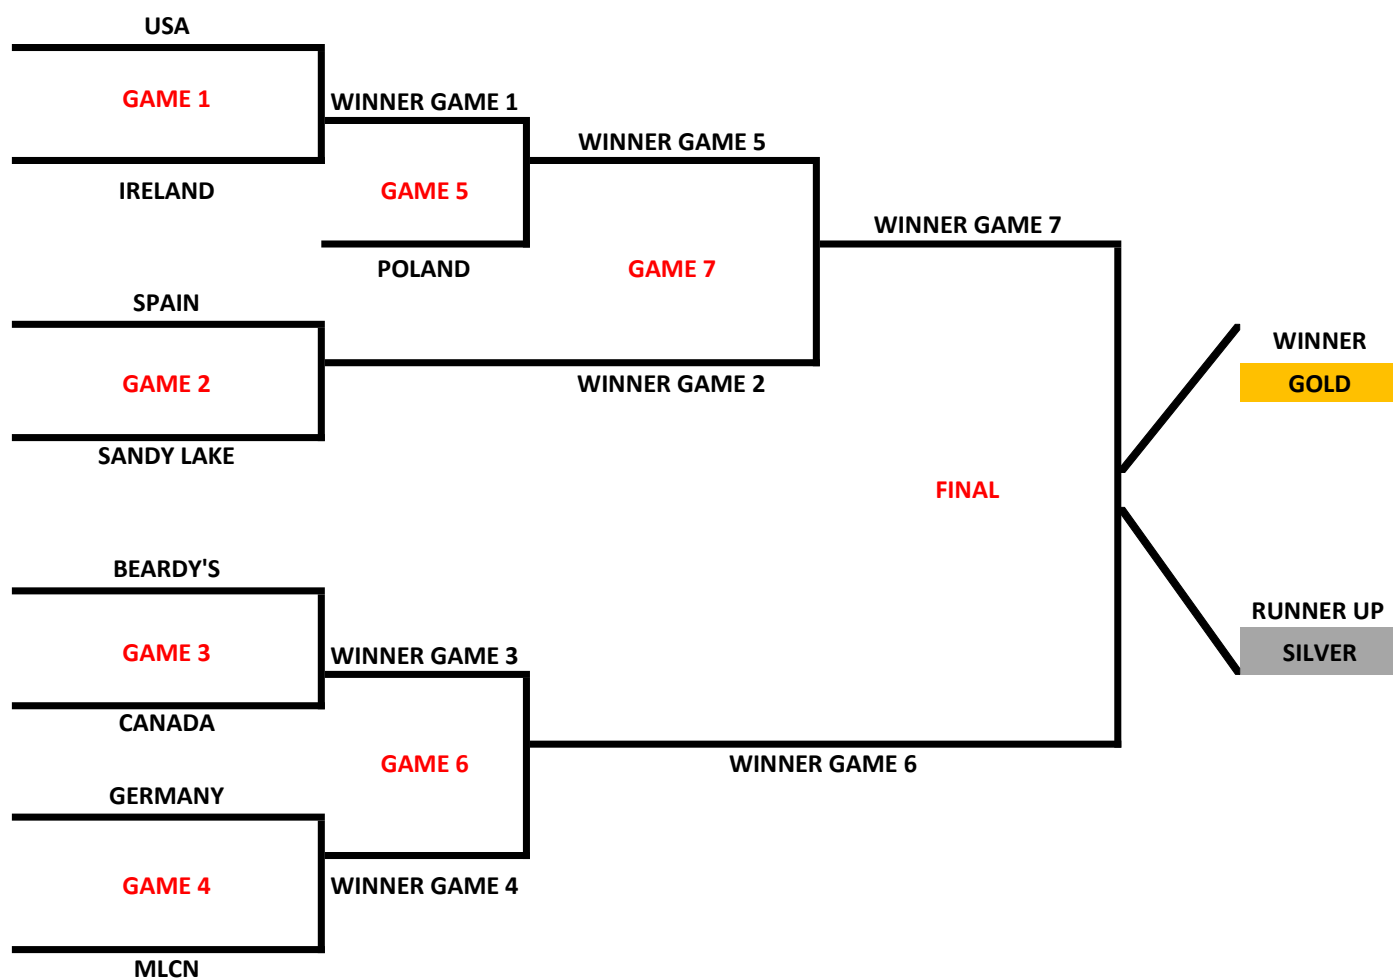 USA
GAME 1
WINNER GAME 1
WINNER GAME 5
IRELAND
GAME 5
WINNER GAME 7
POLAND
GAME 7
SPAIN
WINNER
GAME 2
WINNER GAME 2
GOLD
SANDY LAKE
FINAL
BEARDY'S
RUNNER UP
GAME 3
WINNER GAME 3
SILVER
CANADA
GAME 6
WINNER GAME 6
GERMANY
GAME 4
WINNER GAME 4
MLCN